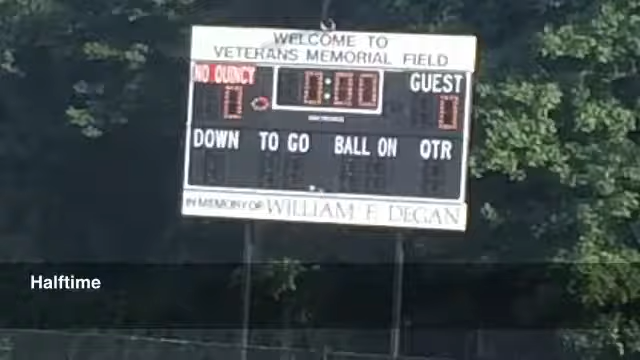 WELCOME TO
VETERANS MEMORIAL FIELD
NO QUINCY
GUEST
0
0:00
0
DOWN TO GO BALL ON QTR
IN MEMORY OF WILLIAM F. DEGAN
Halftime